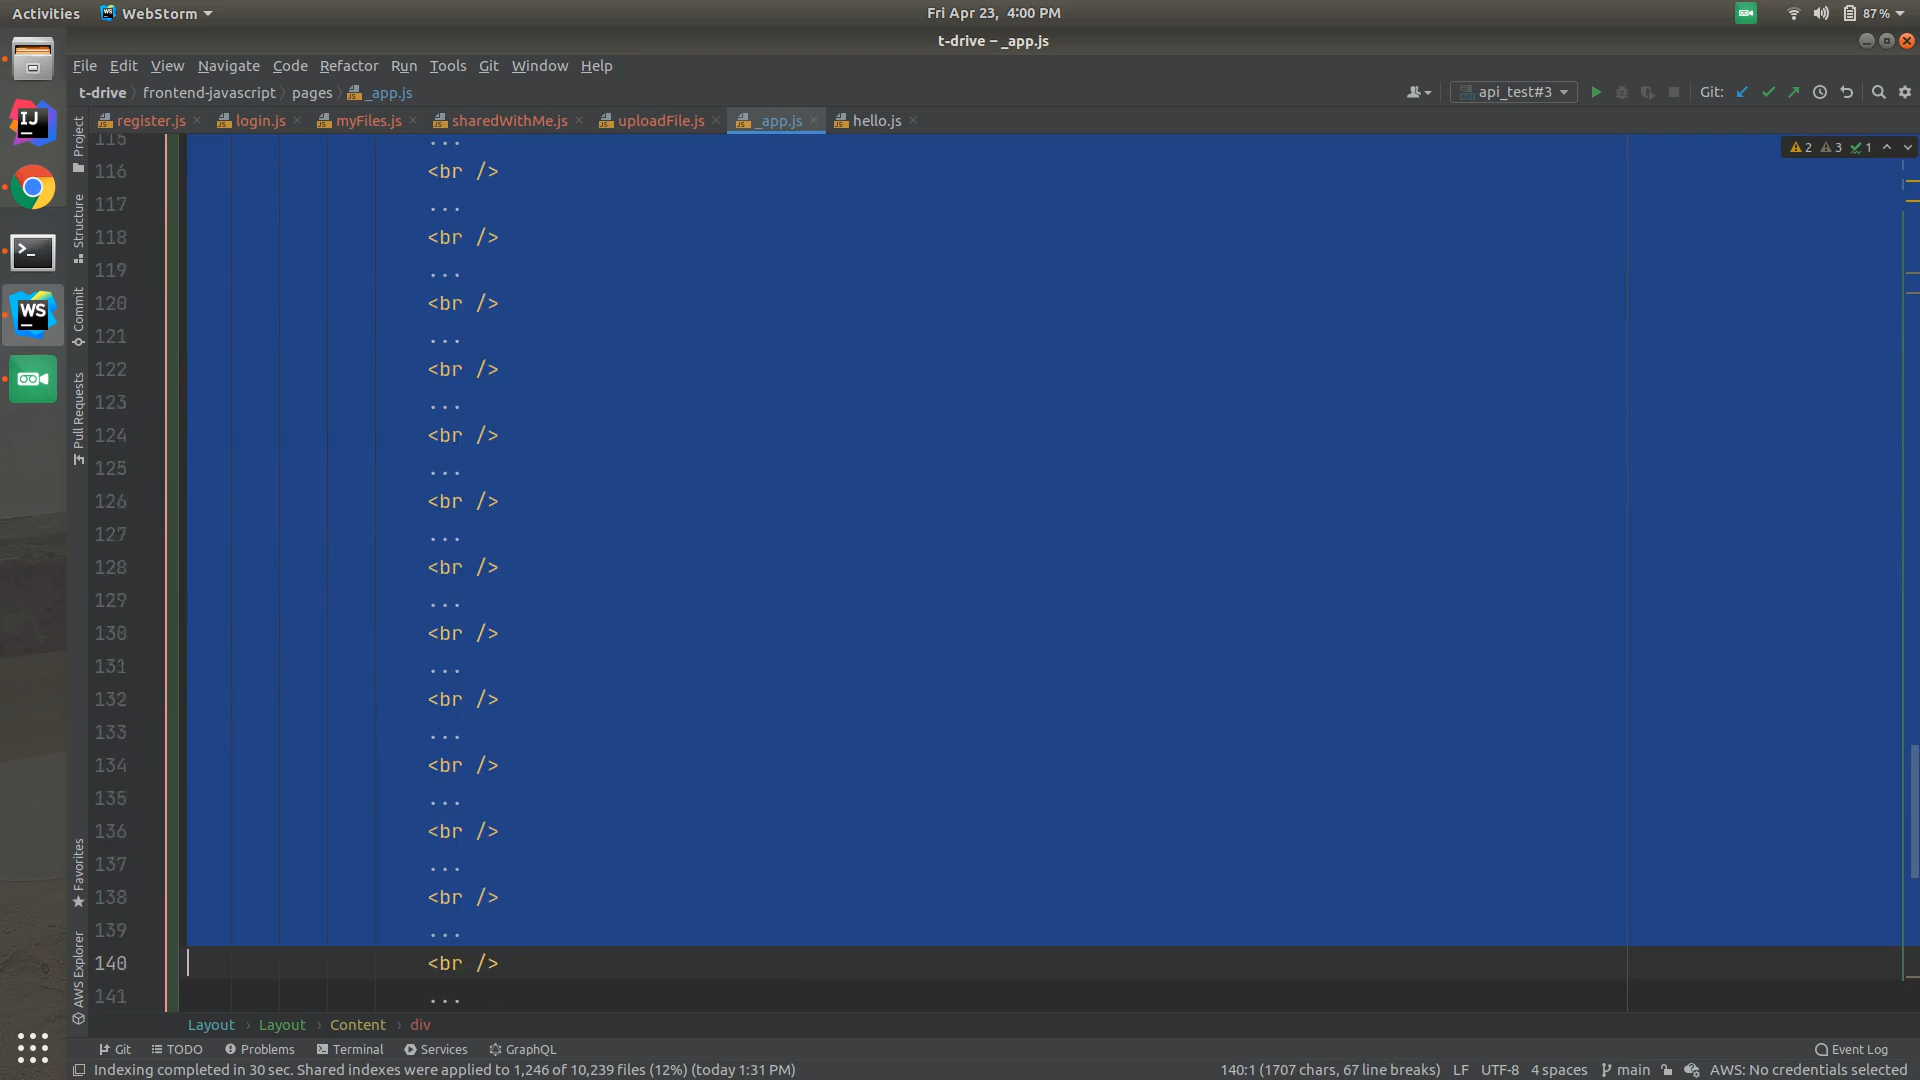 Activities WebStorm Fri Apr 23, 4:00 PM 87 %
t-drive – _app.js
File Edit View Navigate Code Refactor Run Tools Git Window Help
t-drive frontend-javascript pages _app.js api_test#3 Git:
register.js login.js myFiles.js sharedWithMe.js uploadFile.js _app.js hello.js
2 3 1
115 ...
116 <br />
117 ...
118 <br />
119 ...
120 <br />
121 ...
122 <br />
123 ...
124 <br />
125 ...
126 <br />
127 ...
128 <br />
129 ...
130 <br />
131 ...
132 <br />
133 ...
134 <br />
135 ...
136 <br />
137 ...
138 <br />
139 ...
140 <br />
141 ...
Project
Structure
Commit
Pull Requests
Favorites
AWS Explorer
IJ
>_
WS
Layout Layout Content div
Git TODO Problems Terminal Services GraphQL Event Log
Indexing completed in 30 sec. Shared indexes were applied to 1,246 of 10,239 files (12%) (today 1:31 PM) 140:1 (1707 chars, 67 line breaks) LF UTF-8 4 spaces main AWS: No credentials selected